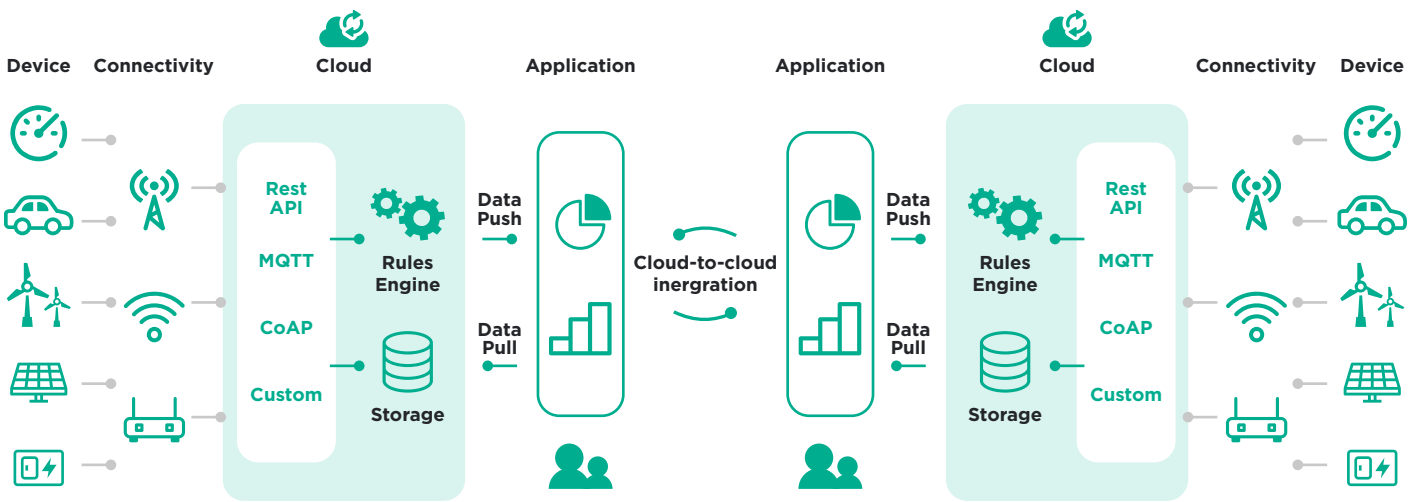 Device
Connectivity
Cloud
Application
Application
Cloud
Connectivity
Device
Rest
API
MQTT
CoAP
Custom
Rules
Engine
Storage
Data
Push
Data
Pull
Cloud-to-cloud
inergration
Data
Push
Data
Pull
Rules
Engine
Storage
Rest
API
MQTT
CoAP
Custom